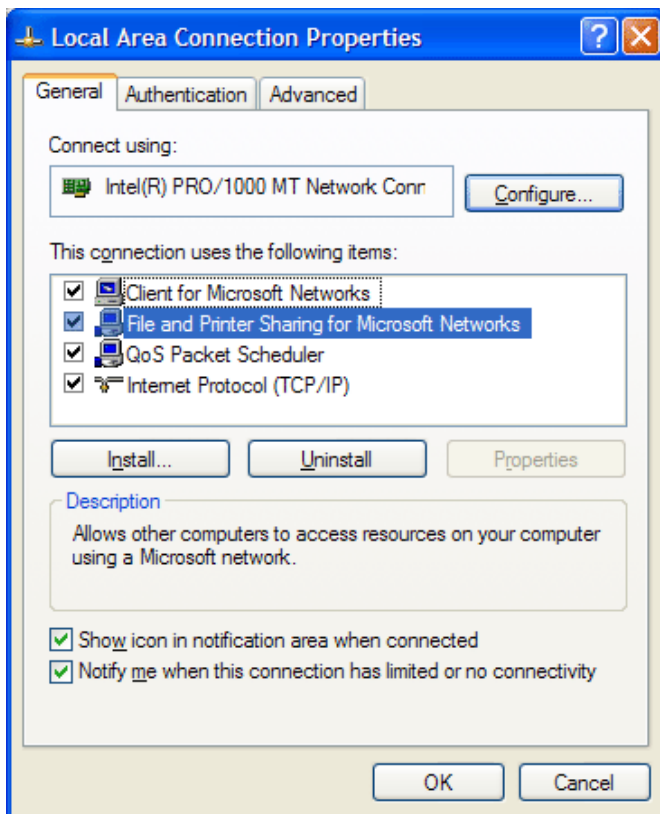 Local Area Connection Properties
General Authentication Advanced
Connect using:
Intel(R) PRO/1000 MT Network Conn
Configure...
This connection uses the following items:
Client for Microsoft Networks
File and Printer Sharing for Microsoft Networks
QoS Packet Scheduler
Internet Protocol (TCP/IP)
Install... Uninstall Properties
Description
Allows other computers to access resources on your computer
using a Microsoft network.
Show icon in notification area when connected
Notify me when this connection has limited or no connectivity
OK Cancel